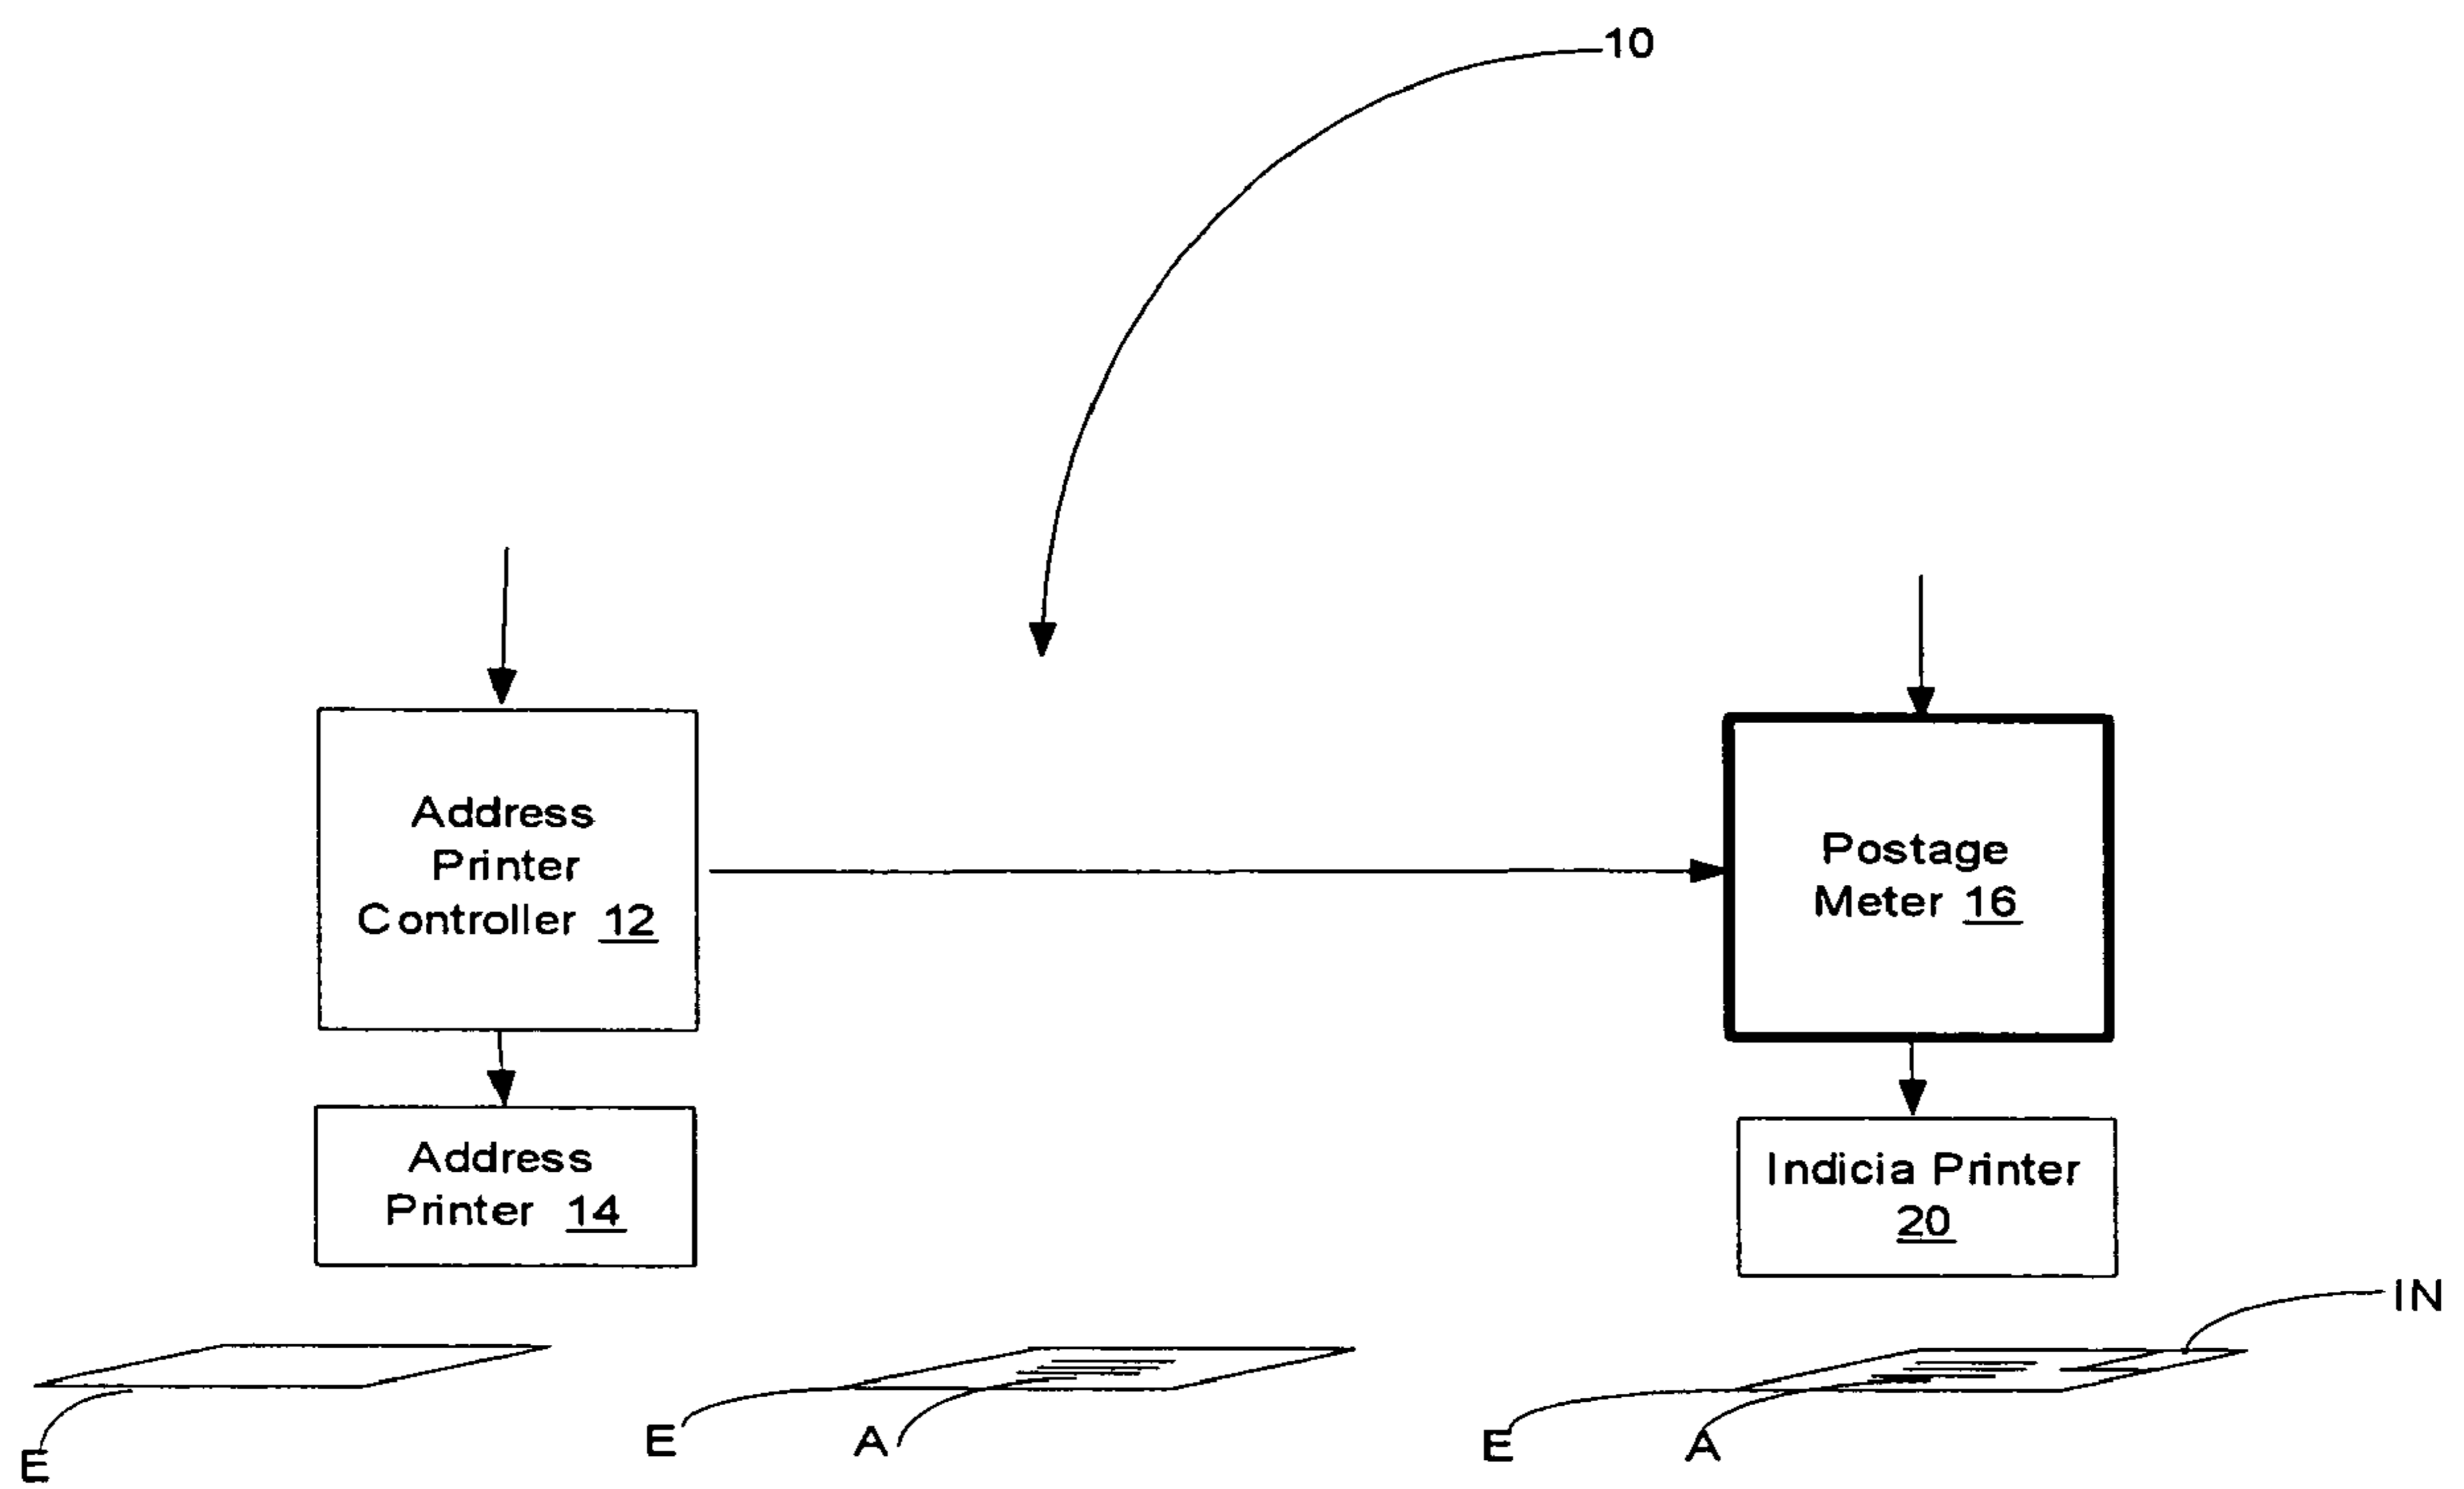 10
Address
Printer
Controller 12
Postage
Meter 16
Address
Printer 14
Indicia Printer
20
IN
E
E
A
E
A